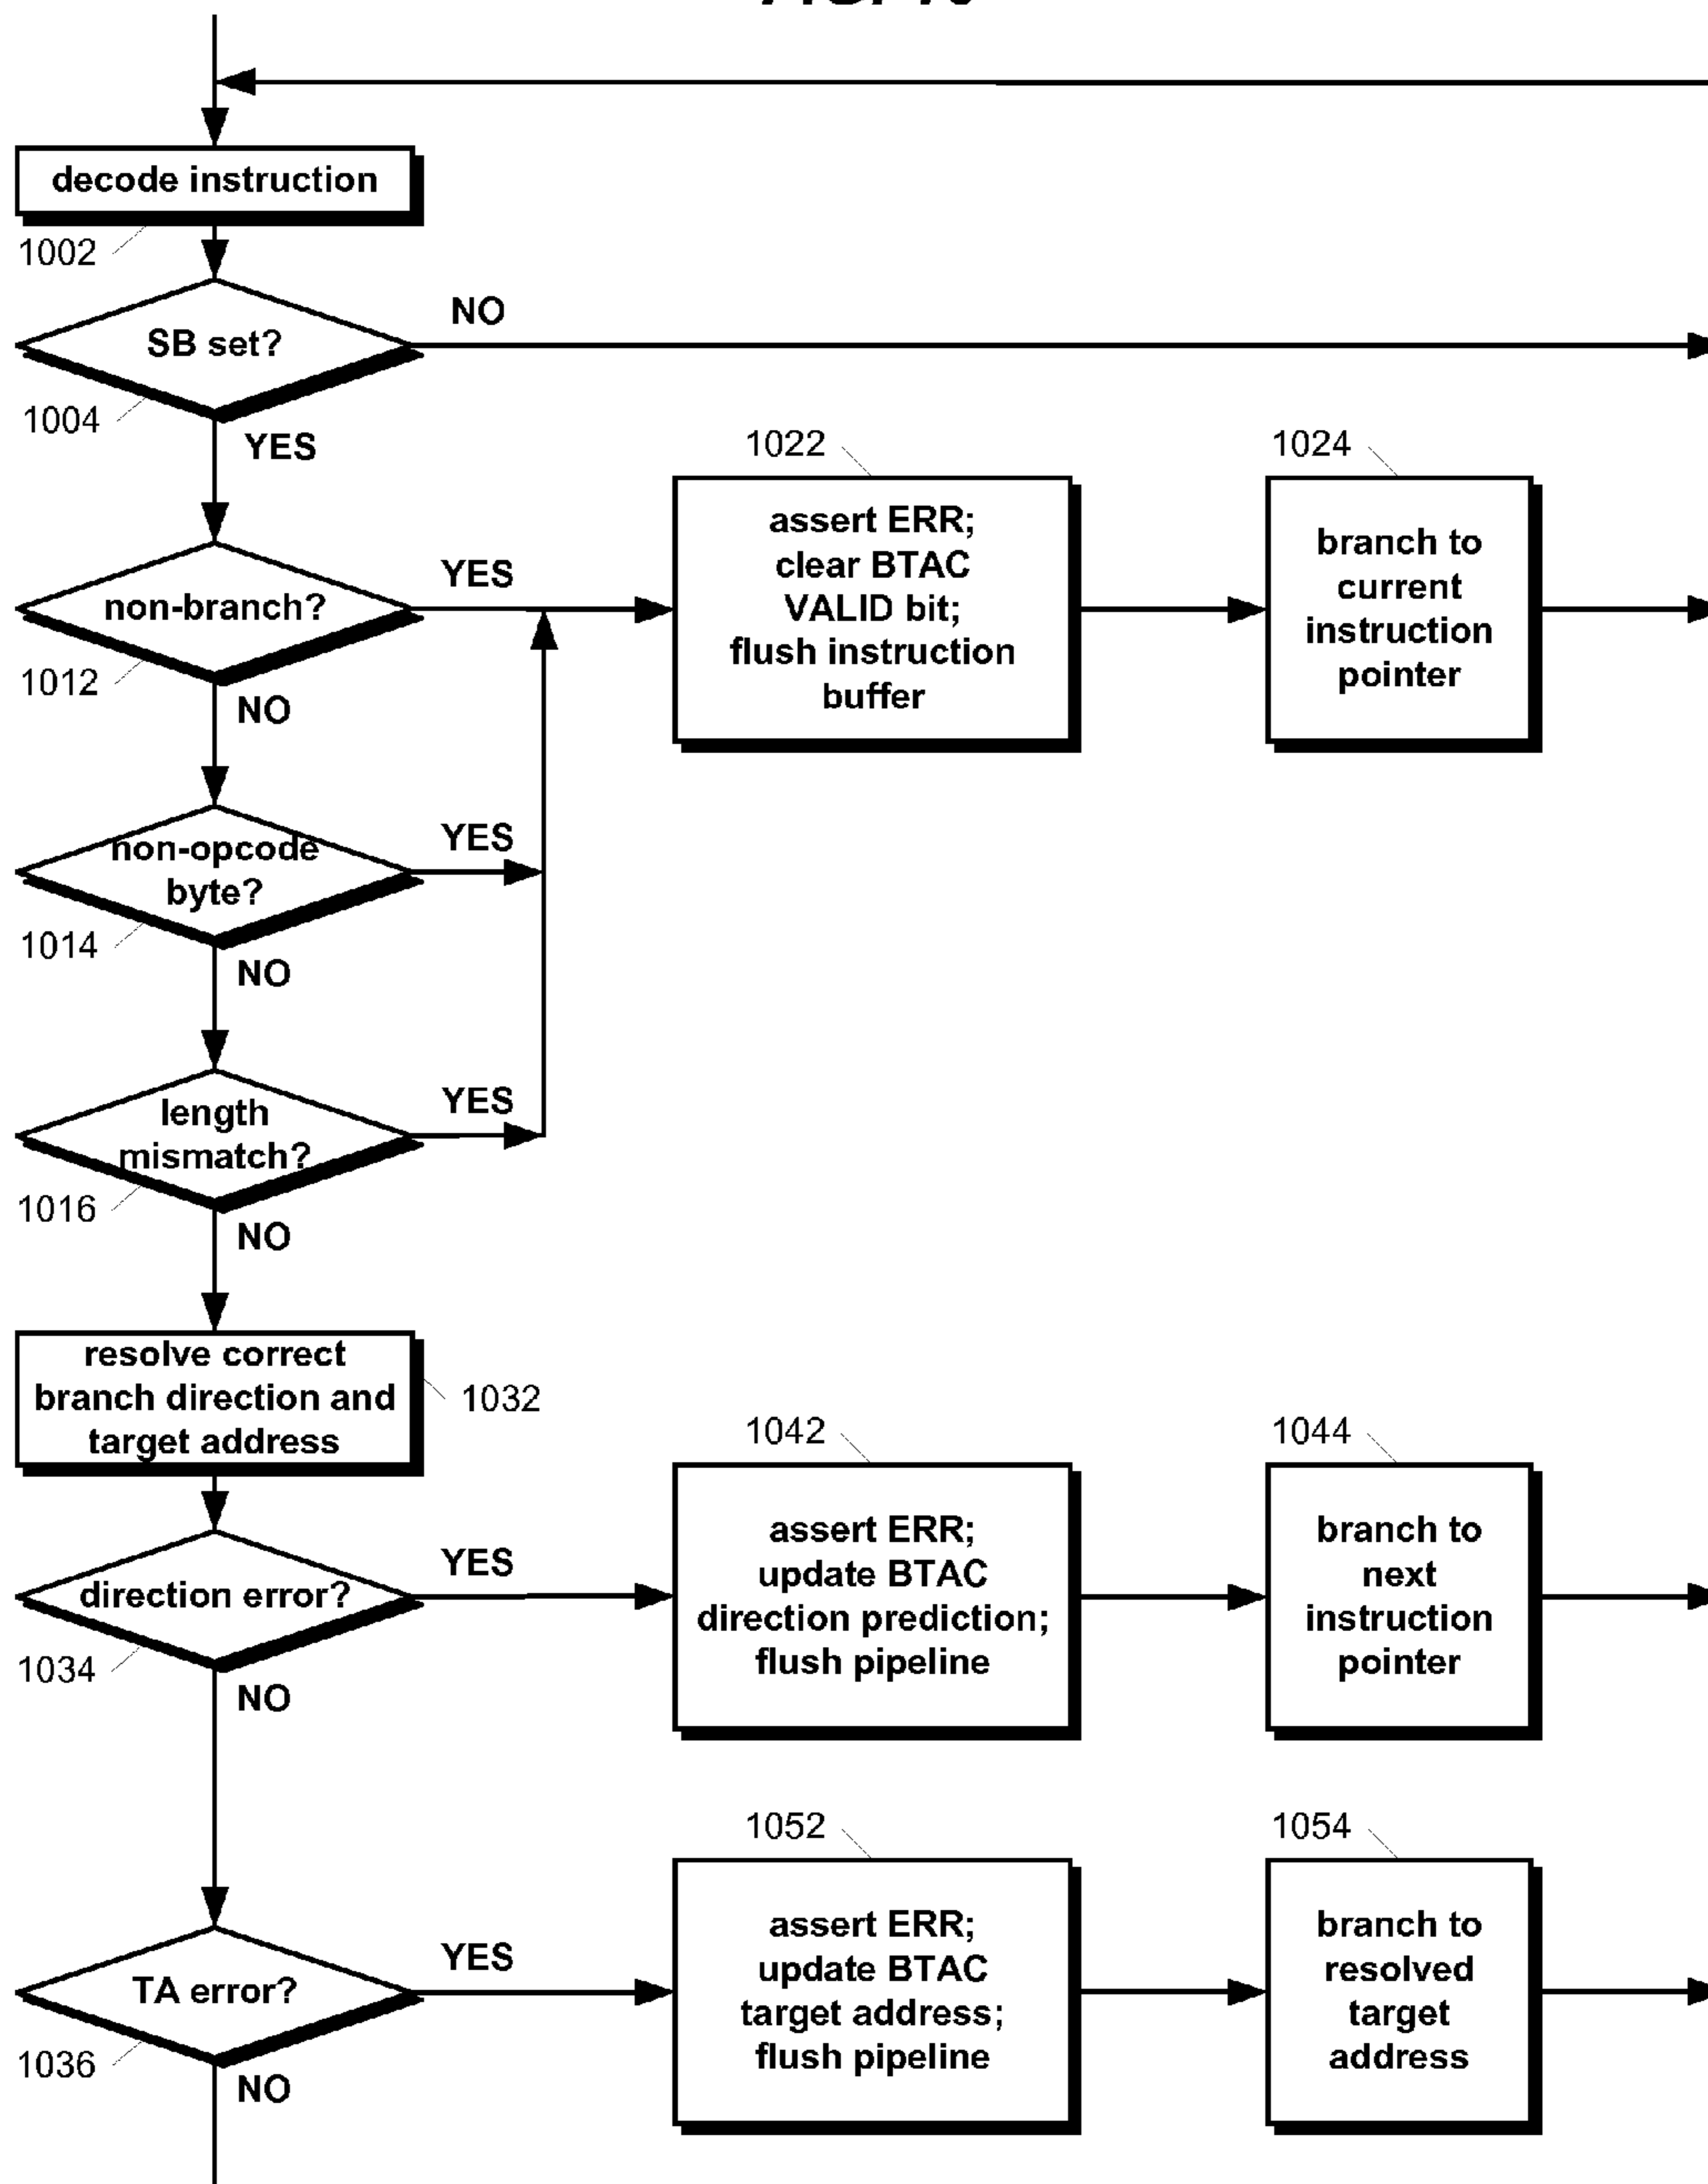 decode instruction
1002
SB set?
NO
1004
YES
1022
1024
non-branch?
YES
assert ERR;
clear BTAC
VALID bit;
flush instruction
buffer
branch to
current
instruction
pointer
1012
NO
non-opcode
byte?
YES
1014
NO
length
mismatch?
YES
1016
NO
resolve correct
branch direction and
target address
1032
1042
1044
direction error?
YES
assert ERR;
update BTAC
direction prediction;
flush pipeline
branch to
next
instruction
pointer
1034
NO
1052
1054
TA error?
YES
assert ERR;
update BTAC
target address;
flush pipeline
branch to
resolved
target
address
1036
NO